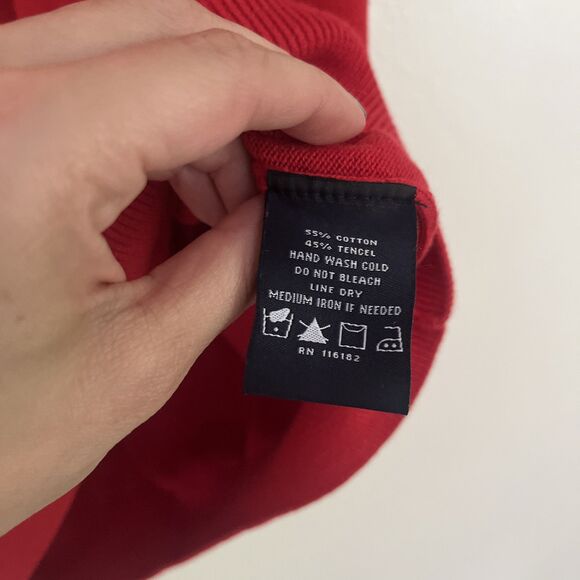 55% COTTON
45% TENCEL
HAND WASH COLD
DO NOT BLEACH
LINE DRY
MEDIUM IRON IF NEEDED
RN 116182